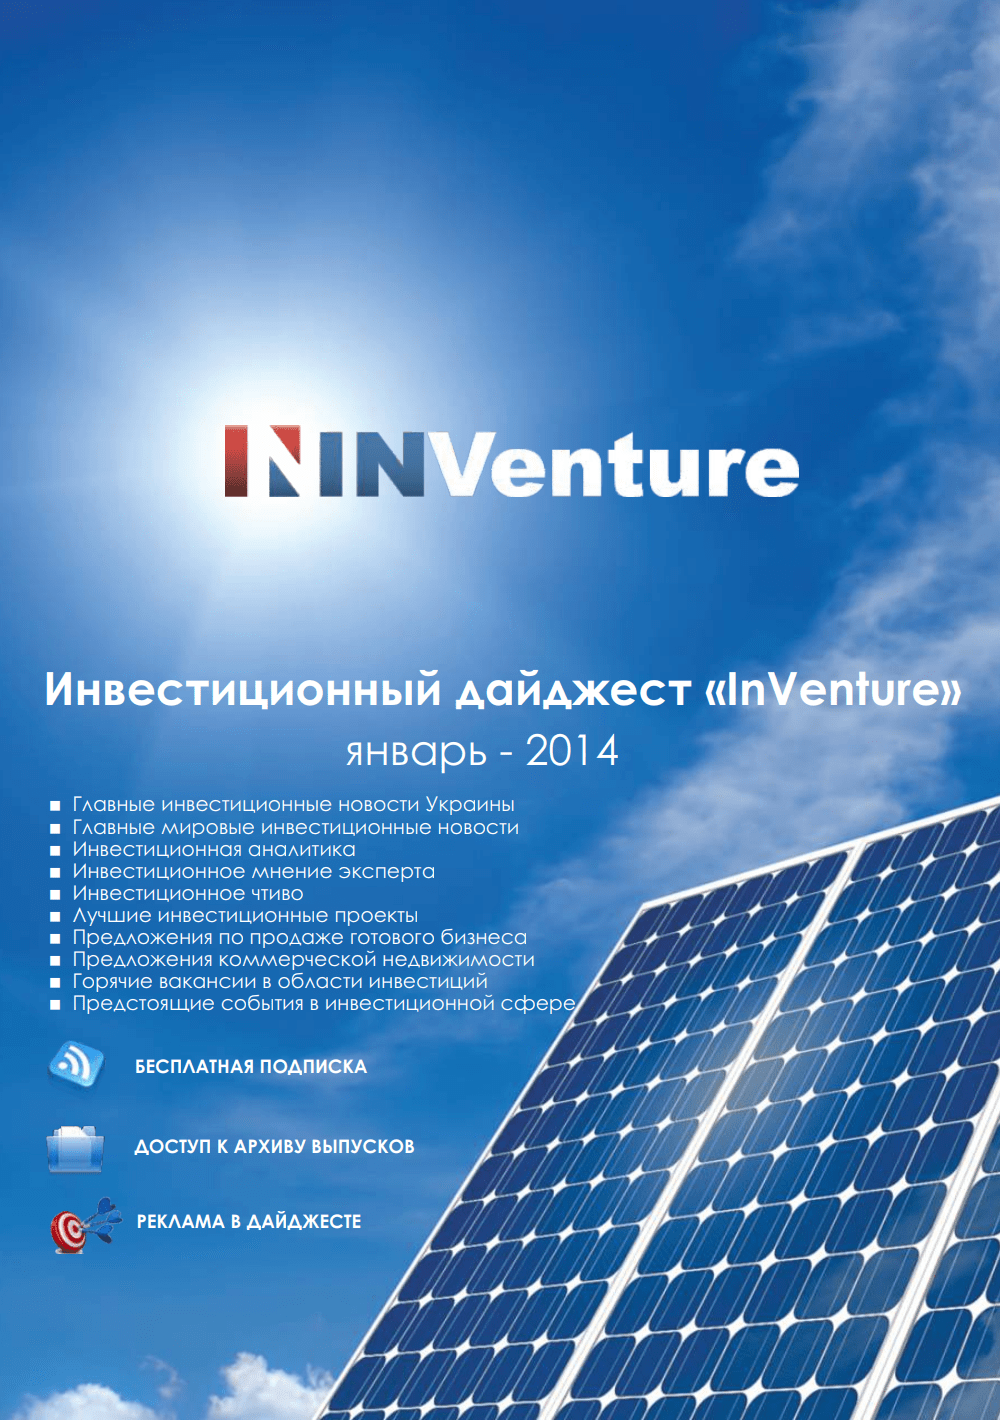 INVenture
Инвестиционный дайджест «InVenture»
январь - 2014
▪ Главные инвестиционные новости Украины
▪ Главные мировые инвестиционные новости
▪ Инвестиционная аналитика
▪ Инвестиционное мнение эксперта
▪ Инвестиционное чтиво
▪ Лучшие инвестиционные проекты
▪ Предложения по продаже готового бизнеса
▪ Предложения коммерческой недвижимости
▪ Горячие вакансии в области инвестиций
▪ Предстоящие события в инвестиционной сфере
БЕСПЛАТНАЯ ПОДПИСКА
ДОСТУП К АРХИВУ ВЫПУСКОВ
РЕКЛАМА В ДАЙДЖЕСТЕ